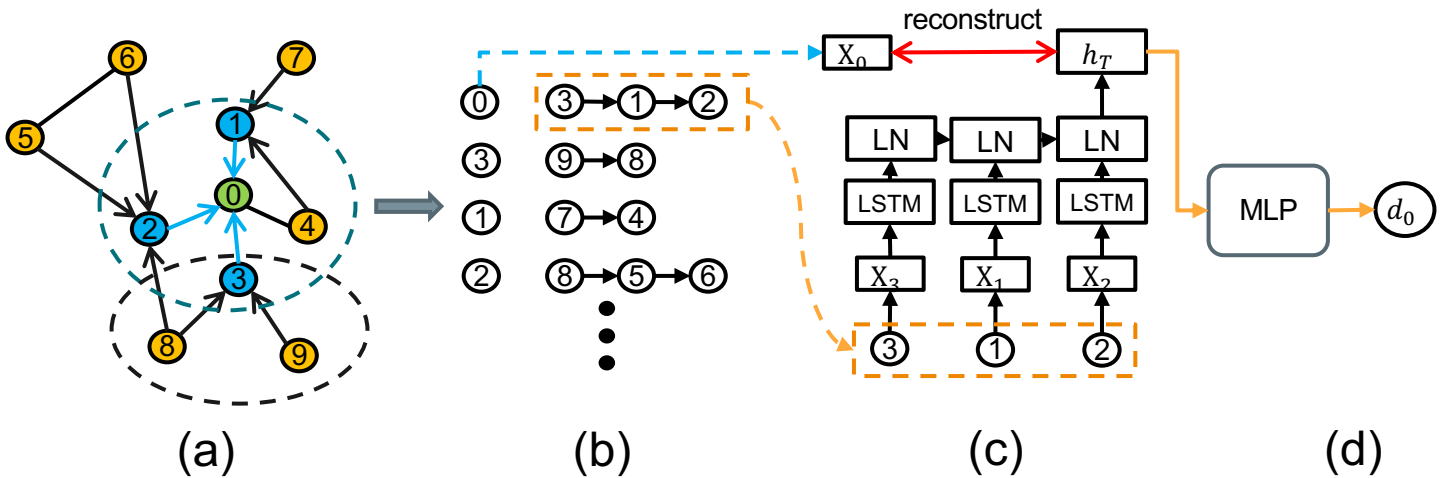 6
7
5
1
0
2
4
3
8
9
(a)
0
3 1 2
3
9 8
1
7 4
2
8 5 6
(b)
reconstruct
X₀
h_T
LN LN LN
LSTM LSTM LSTM
X₃ X₁ X₂
3 1 2
(c)
MLP
d₀
(d)